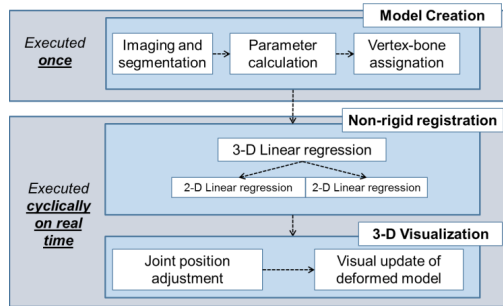 Model Creation
Executed
once
Imaging and
segmentation
Parameter
calculation
Vertex-bone
assignation
Non-rigid registration
3-D Linear regression
Executed
cyclically
on real
time
2-D Linear regression
2-D Linear regression
3-D Visualization
Joint position
adjustment
Visual update of
deformed model